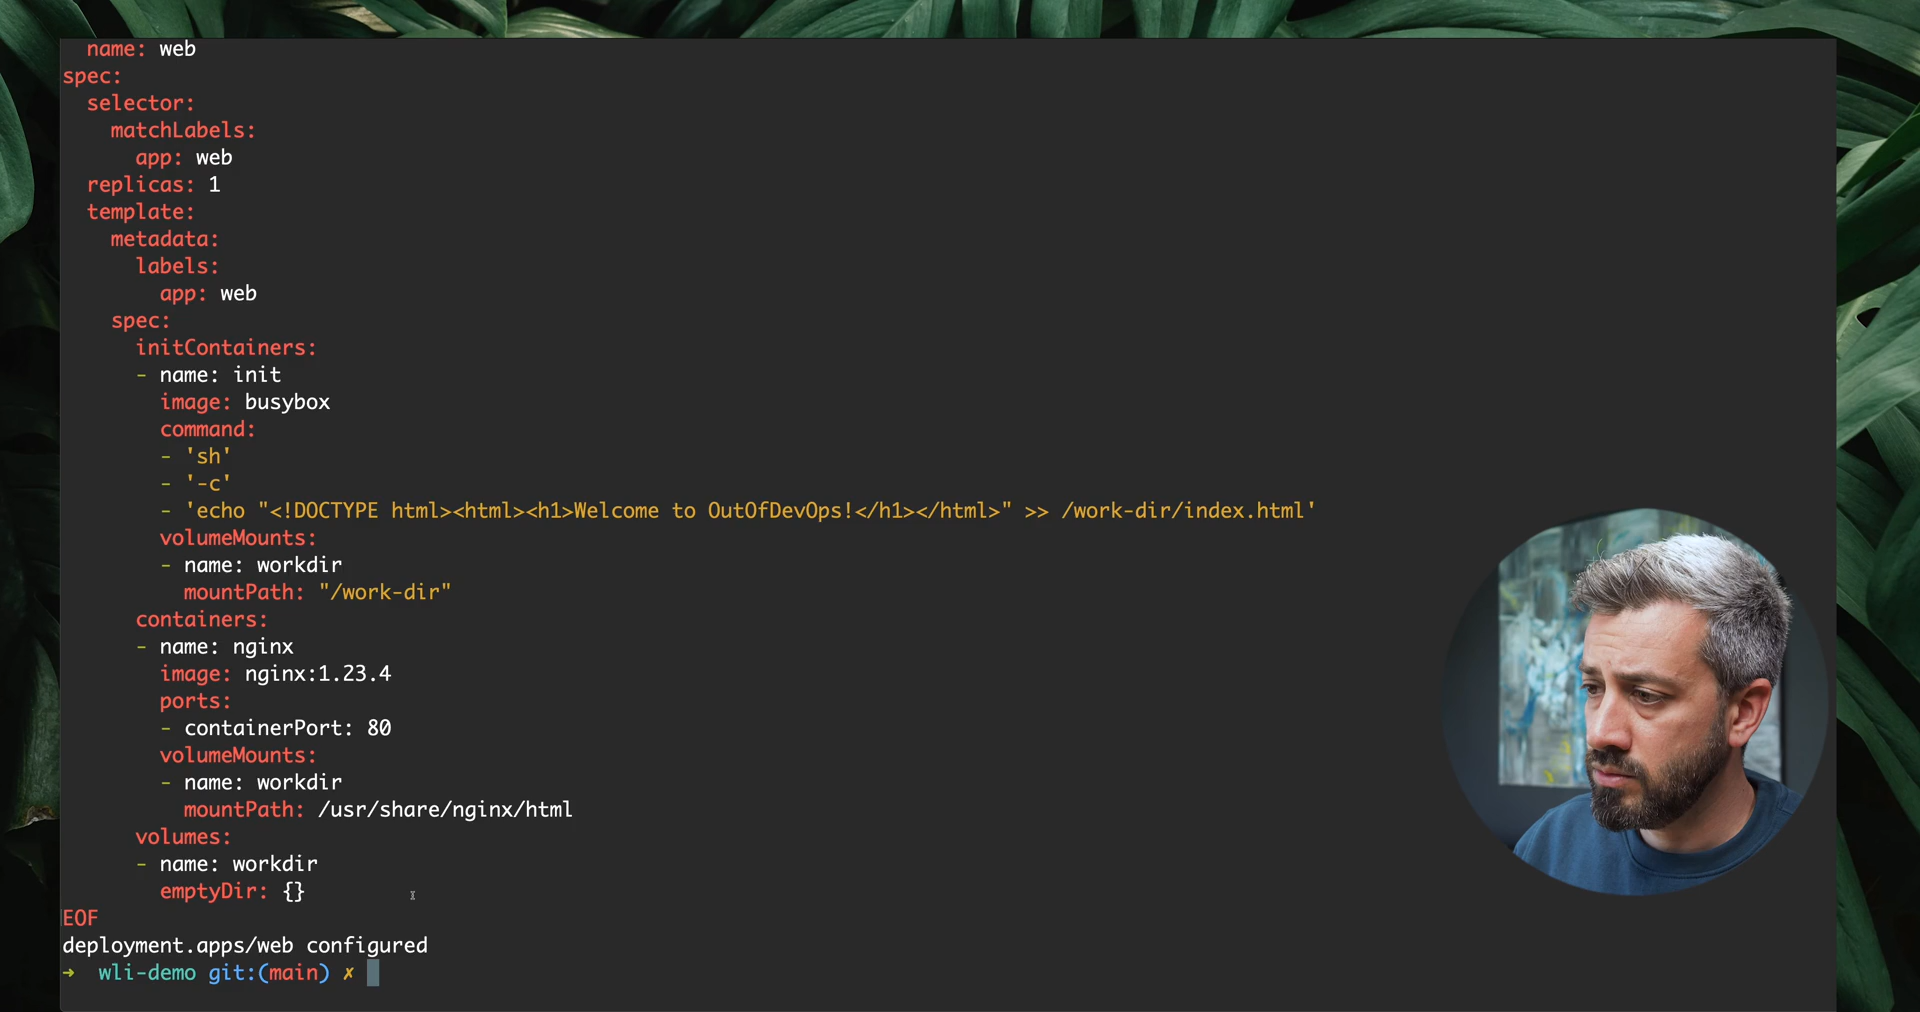 name: web
spec:
selector:
matchLabels:
app: web
replicas: 1
template:
metadata:
labels:
app: web
spec:
initContainers:
- name: init
image: busybox
command:
- 'sh'
- '-c'
- 'echo "<!DOCTYPE html><html><h1>Welcome to OutOfDevOps!</h1></html>" >> /work-dir/index.html'
volumeMounts:
- name: workdir
mountPath: "/work-dir"
containers:
- name: nginx
image: nginx:1.23.4
ports:
- containerPort: 80
volumeMounts:
- name: workdir
mountPath: /usr/share/nginx/html
volumes:
- name: workdir
emptyDir: {}
EOF
deployment.apps/web configured
→ wli-demo git:(main) ✗